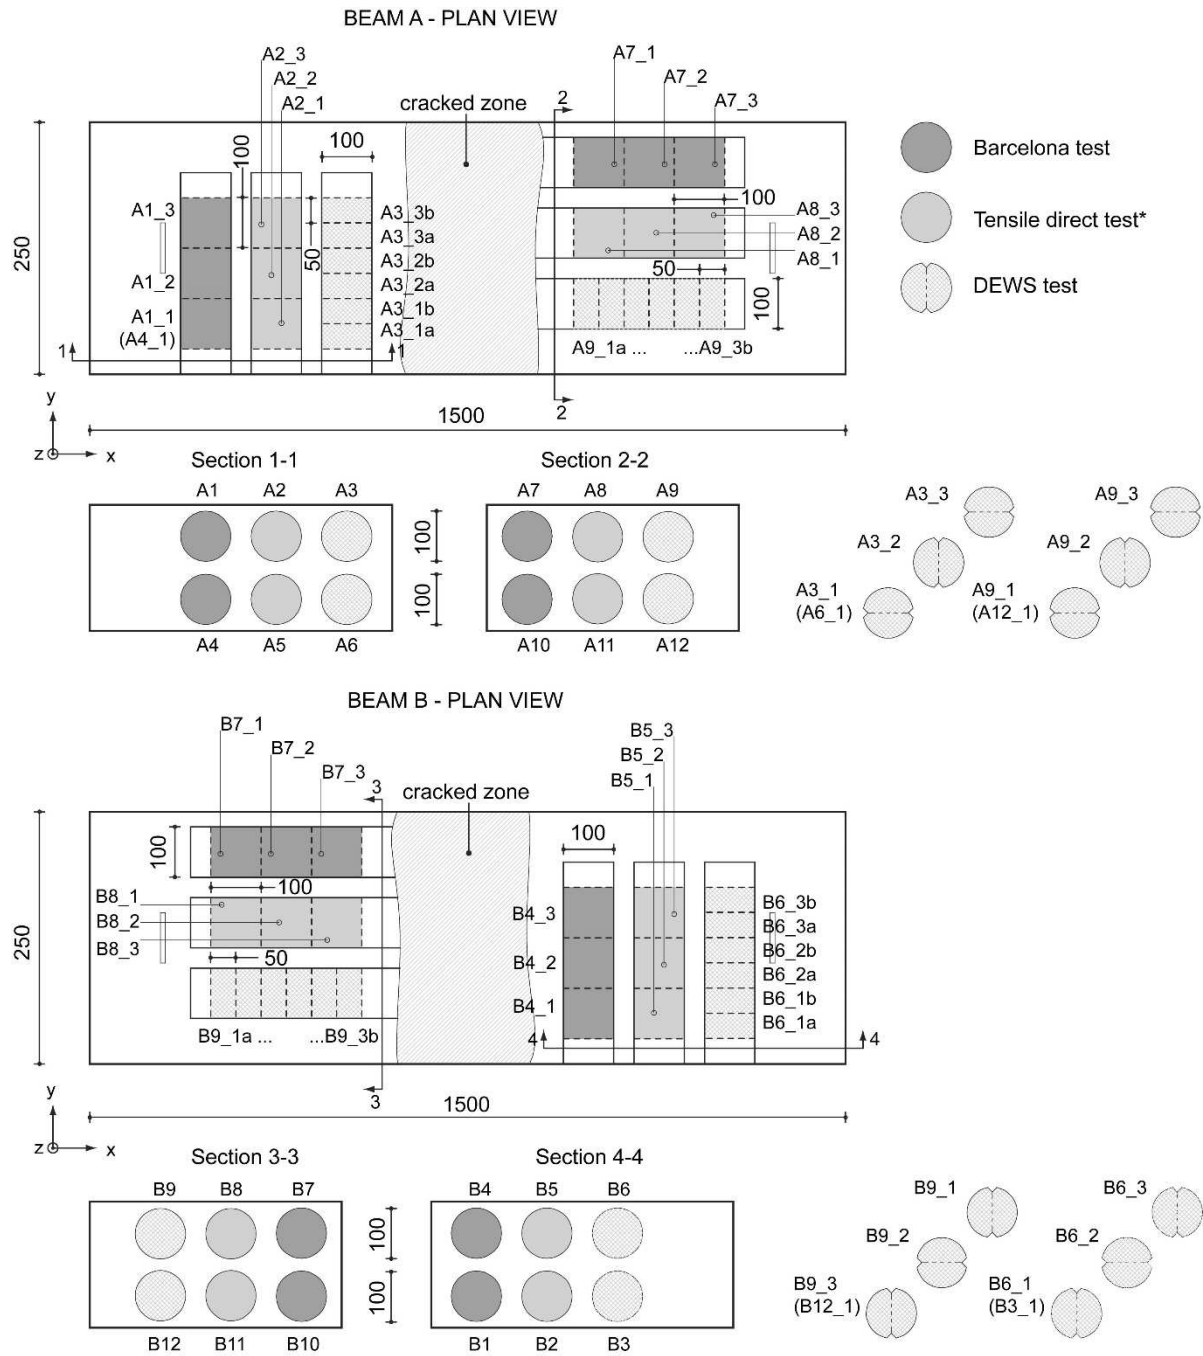 BEAM A - PLAN VIEW
A2_3
A2_2
A2_1
cracked zone
2
A7_1
A7_2
A7_3
Barcelona test
Tensile direct test*
DEWS test
250
100
100
50
A1_3
A1_2
A1_1
(A4_1)
A3_3b
A3_3a
A3_2b
A3_2a
A3_1b
A3_1a
1
1
100
A8_3
A8_2
A8_1
50
100
A9_1a ...
...A9_3b
2
1500
y
z
x
Section 1-1
Section 2-2
A1
A2
A3
A4
A5
A6
100
100
A7
A8
A9
A10
A11
A12
A3_3
A3_2
A3_1
(A6_1)
A9_3
A9_2
A9_1
(A12_1)
BEAM B - PLAN VIEW
B7_1
B7_2
B7_3
3
cracked zone
B5_3
B5_2
B5_1
250
100
100
B8_1
B8_2
B8_3
50
B9_1a ...
...B9_3b
3
100
B4_3
B4_2
B4_1
B6_3b
B6_3a
B6_2b
B6_2a
B6_1b
B6_1a
4
4
1500
y
z
x
Section 3-3
Section 4-4
B9
B8
B7
B12
B11
B10
100
100
B4
B5
B6
B1
B2
B3
B9_1
B9_2
B9_3
(B12_1)
B6_3
B6_2
B6_1
(B3_1)